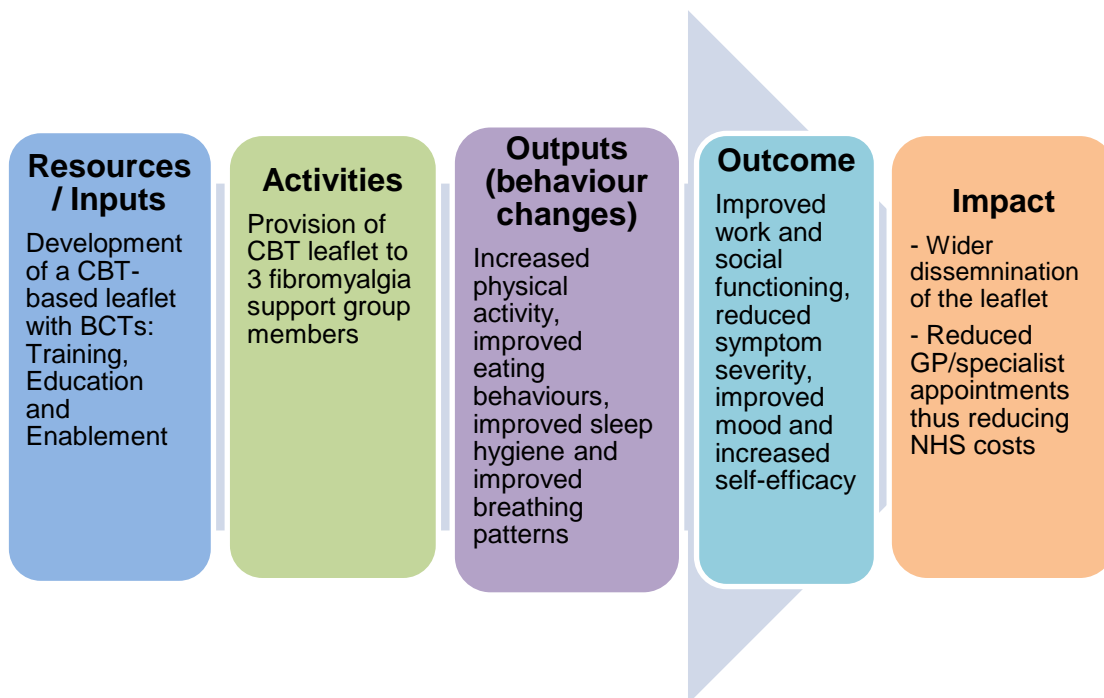 Resources
/ Inputs
Development
of a CBT-
based leaflet
with BCTs:
Training,
Education
and
Enablement
Activities
Provision of
CBT leaflet to
3 fibromyalgia
support group
members
Outputs
(behaviour
changes)
Increased
physical
activity,
improved
eating
behaviours,
improved sleep
hygiene and
improved
breathing
patterns
Outcome
Improved
work and
social
functioning,
reduced
symptom
severity,
improved
mood and
increased
self-efficacy
Impact
- Wider
dissemnination
of the leaflet
- Reduced
GP/specialist
appointments
thus reducing
NHS costs